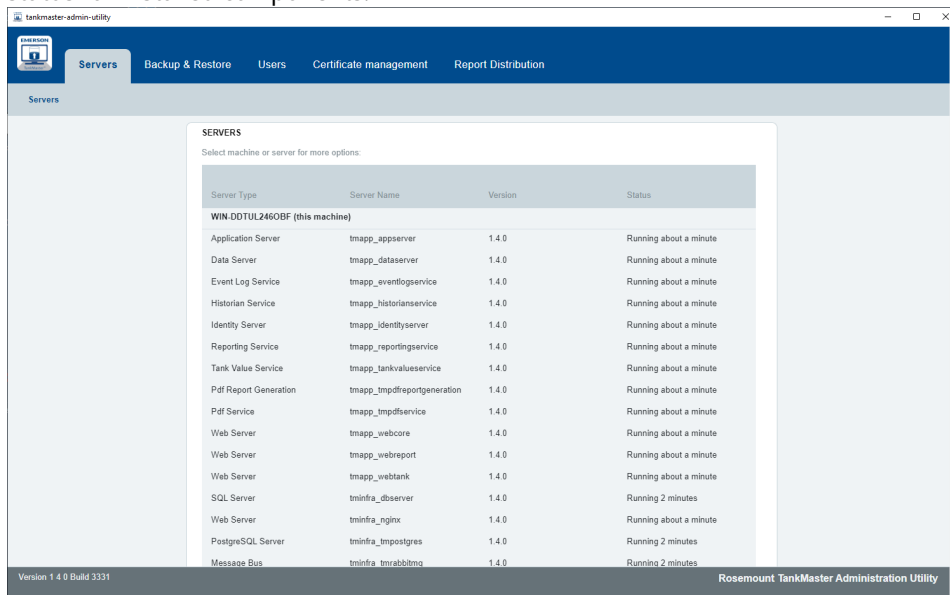 tankmaster-admin-utility
EMERSON
Servers Backup & Restore Users Certificate management Report Distribution
Servers
SERVERS
Select machine or server for more options:
Server Type Server Name Version Status
WIN-DDTUL246OBF (this machine)
Application Server tmapp_appserver 1.4.0 Running about a minute
Data Server tmapp_dataserver 1.4.0 Running about a minute
Event Log Service tmapp_eventlogservice 1.4.0 Running about a minute
Historian Service tmapp_historianservice 1.4.0 Running about a minute
Identity Server tmapp_identityserver 1.4.0 Running about a minute
Reporting Service tmapp_reportingservice 1.4.0 Running about a minute
Tank Value Service tmapp_tankvalueservice 1.4.0 Running about a minute
Pdf Report Generation tmapp_tmpdfreportgeneration 1.4.0 Running about a minute
Pdf Service tmapp_tmpdfservice 1.4.0 Running about a minute
Web Server tmapp_webcore 1.4.0 Running about a minute
Web Server tmapp_webreport 1.4.0 Running about a minute
Web Server tmapp_webtank 1.4.0 Running about a minute
SQL Server tminfra_dbserver 1.4.0 Running 2 minutes
Web Server tminfra_nginx 1.4.0 Running about a minute
PostgreSQL Server tminfra_tmpostgres 1.4.0 Running 2 minutes
Message Bus tminfra_tmrabbitmq 1.4.0 Running 2 minutes
Version 1 4 0 Build 3331 Rosemount TankMaster Administration Utility